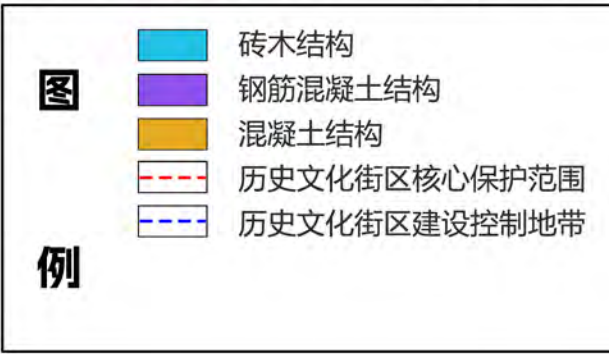 图例
砖木结构
钢筋混凝土结构
混凝土结构
历史文化街区核心保护范围
历史文化街区建设控制地带